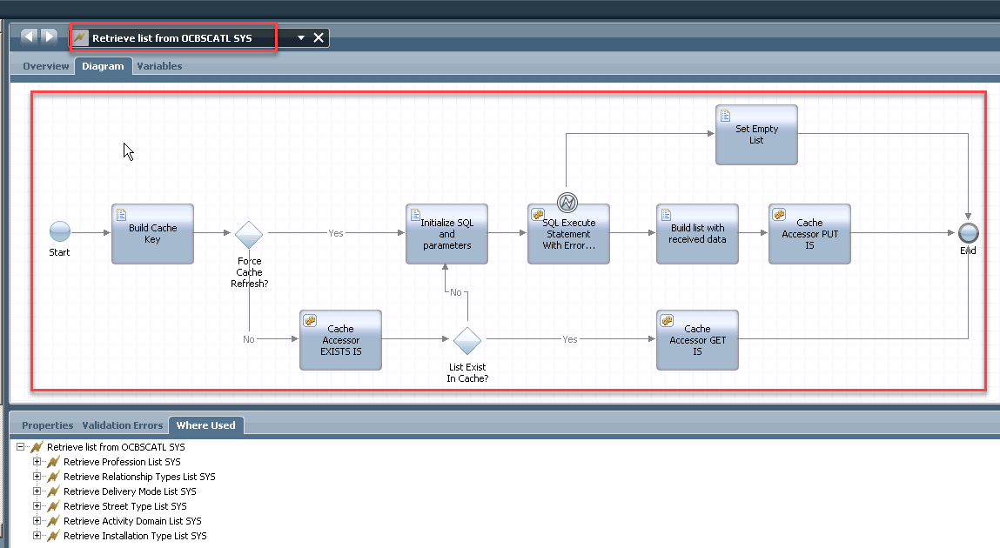 Retrieve list from OCBSCATL SYS
Overview Diagram Variables
Set Empty
List
Start
Build Cache
Key
Force
Cache
Refresh?
Yes
Initialize SQL
and
parameters
SQL Execute
Statement
With Error...
Build list with
received data
Cache
Accessor PUT
IS
End
No
Cache
Accessor
EXISTS IS
No
List Exist
In Cache?
Yes
Cache
Accessor GET
IS
Properties Validation Errors Where Used
Retrieve list from OCBSCATL SYS
Retrieve Profession List SYS
Retrieve Relationship Types List SYS
Retrieve Delivery Mode List SYS
Retrieve Street Type List SYS
Retrieve Activity Domain List SYS
Retrieve Installation Type List SYS